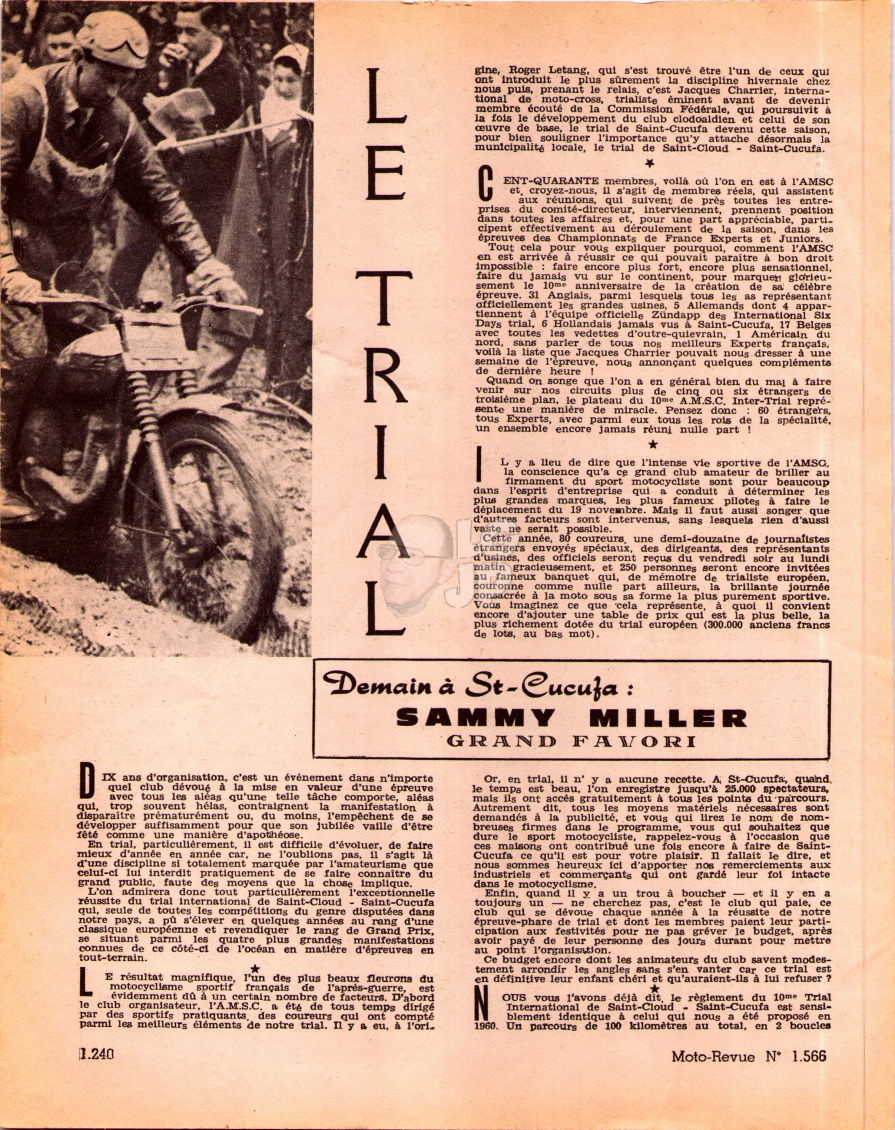 LE TRIAL
Demain à St-Cucufa :
SAMMY MILLER
GRAND FAVORI
DIX ans d'organisation, c'est un événement dans n'importe
quel club dévoué à la mise en valeur d'une épreuve
avec tous les aléas qu'une telle tâche comporte, aléas
qui, trop souvent hélas, contraignent la manifestation à
disparaître prématurément ou, du moins, l'empêchent de se
développer suffisamment pour que son jubilée vaille d'être
fêté comme une manière d'apothéose.
En trial, particulièrement, il est difficile d'évoluer, de faire
mieux d'année en année car, ne l'oublions pas, il s'agit là
d'une discipline si totalement marquée par l'amateurisme que
celui-ci lui interdit pratiquement de se faire connaître du
grand public, faute des moyens que la chose implique.
L'on admirera donc tout particulièrement l'exceptionnelle
réussite du trial international de Saint-Cloud - Saint-Cucufa
qui, seule de toutes les compétitions du genre disputées dans
notre pays, a pû s'élever en quelques années au rang d'une
classique européenne et revendiquer le rang de Grand Prix,
se situant parmi les quatre plus grandes manifestations
connues de ce côté-ci de l'océan en matière d'épreuves en
tout-terrain.
★
LE résultat magnifique, l'un des plus beaux fleurons du
motocyclisme sportif français de l'après-guerre, est
évidemment dû à un certain nombre de facteurs. D'abord
le club organisateur, l'A.M.S.C. a été de tous temps dirigé
par des sportifs pratiquants, des coureurs qui ont compté
parmi les meilleurs éléments de notre trial. Il y a eu, à l'ori-
gine, Roger Letang, qui s'est trouvé être l'un de ceux qui
ont introduit le plus sûrement la discipline hivernale chez
nous puis, prenant le relais, c'est Jacques Charrier, interna-
tional de moto-cross, trialiste éminent avant de devenir
membre écouté de la Commission Fédérale, qui poursuivit à
la fois le développement du club clodoaldien et celui de son
œuvre de base, le trial de Saint-Cucufa devenu cette saison,
pour bien souligner l'importance qu'y attache désormais la
municipalité locale, le trial de Saint-Cloud - Saint-Cucufa.
★
CENT-QUARANTE membres, voilà où l'on en est à l'AMSC
et, croyez-nous, il s'agit de membres réels, qui assistent
aux réunions, qui suivent de près toutes les entre-
prises du comité-directeur, interviennent, prennent position
dans toutes les affaires et, pour une part appréciable, parti-
cipent effectivement au déroulement de la saison, dans les
épreuves des Championnats de France Experts et Juniors.
Tout cela pour vous expliquer pourquoi, comment l'AMSC
en est arrivée à réussir ce qui pouvait paraître à bon droit
impossible : faire encore plus fort, encore plus sensationnel,
faire du jamais vu sur le continent, pour marquer glorieu-
sement le 10me anniversaire de la création de sa célèbre
épreuve. 31 Anglais, parmi lesquels tous les as représentant
officiellement les grandes usines, 5 Allemands dont 4 appar-
tiennent à l'équipe officielle Zündapp des International Six
Days trial, 6 Hollandais jamais vus à Saint-Cucufa, 17 Belges
avec toutes les vedettes d'outre-quievrain, 1 Américain du
nord, sans parler de tous nos meilleurs Experts français,
voilà la liste que Jacques Charrier pouvait nous dresser à une
semaine de l'épreuve, nous annonçant quelques compléments
de dernière heure !
Quand on songe que l'on a en général bien du mal à faire
venir sur nos circuits plus de cinq ou six étrangers de
troisième plan, le plateau du 10me A.M.S.C. Inter-Trial repré-
sente une manière de miracle. Pensez donc : 60 étrangers,
tous Experts, avec parmi eux tous les rois de la spécialité,
un ensemble encore jamais réuni nulle part !
★
IL y a lieu de dire que l'intense vie sportive de l'AMSC,
la conscience qu'a ce grand club amateur de briller au
firmament du sport motocycliste sont pour beaucoup
dans l'esprit d'entreprise qui a conduit à déterminer les
plus grandes marques, les plus fameux pilotes à faire le
déplacement du 19 novembre. Mais il faut aussi songer que
d'autres facteurs sont intervenus, sans lesquels rien d'aussi
vaste ne serait possible.
Cette année, 80 coureurs, une demi-douzaine de journalistes
étrangers envoyés spéciaux, des dirigeants, des représentants
d'usines, des officiels seront reçus du vendredi soir au lundi
matin gracieusement, et 250 personnes seront encore invitées
au fameux banquet qui, de mémoire de trialiste européen,
couronne comme nulle part ailleurs, la brillante journée
consacrée à la moto sous sa forme la plus purement sportive.
Vous imaginez ce que cela représente, à quoi il convient
encore d'ajouter une table de prix qui est la plus belle, la
plus richement dotée du trial européen (300.000 anciens francs
de lots, au bas mot).
Or, en trial, il n' y a aucune recette. A St-Cucufa, quand
le temps est beau, l'on enregistre jusqu'à 25.000 spectateurs,
mais ils ont accès gratuitement à tous les points du parcours.
Autrement dit, tous les moyens matériels nécessaires sont
demandés à la publicité, et vous qui lirez le nom de nom-
breuses firmes dans le programme, vous qui souhaitez que
dure le sport motocycliste, rappelez-vous à l'occasion que
ces maisons ont contribué une fois encore à faire de Saint-
Cucufa ce qu'il est pour votre plaisir. Il fallait le dire, et
nous sommes heureux ici d'apporter nos remerciements aux
industriels et commerçants qui ont gardé leur foi intacte
dans le motocyclisme.
Enfin, quand il y a un trou à boucher — et il y en a
toujours un — ne cherchez pas, c'est le club qui paie, ce
club qui se dévoue chaque année à la réussite de notre
épreuve-phare de trial et dont les membres paient leur parti-
cipation aux festivités pour ne pas gréver le budget, après
avoir payé de leur personne des jours durant pour mettre
au point l'organisation.
Ce budget encore dont les animateurs du club savent modes-
tement arrondir les angles sans s'en vanter car ce trial est
en définitive leur enfant chéri et qu'auraient-ils à lui refuser ?
★
NOUS vous l'avons déjà dit, le règlement du 10me Trial
International de Saint-Cloud - Saint-Cucufa est sensi-
blement identique à celui qui nous a été proposé en
1960. Un parcours de 100 kilomètres au total, en 2 boucles
1.240
Moto-Revue N° 1.566